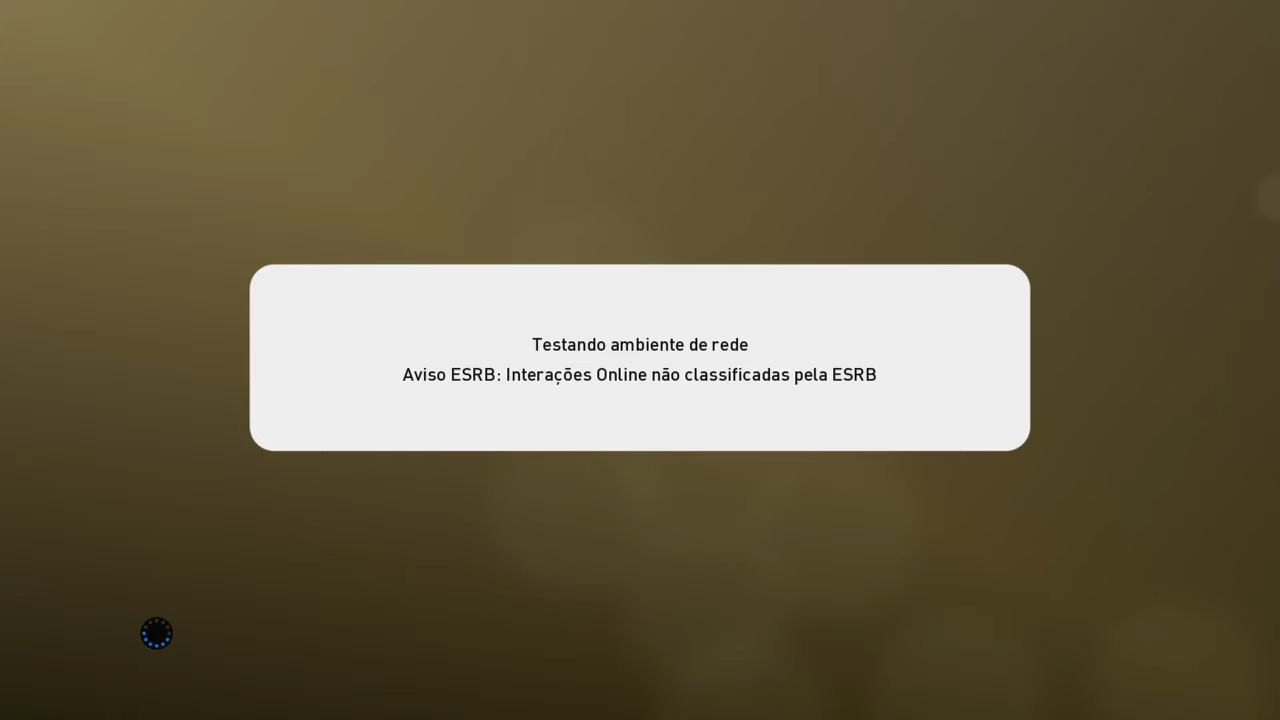 Testando ambiente de rede
Aviso ESRB: Interações Online não classificadas pela ESRB